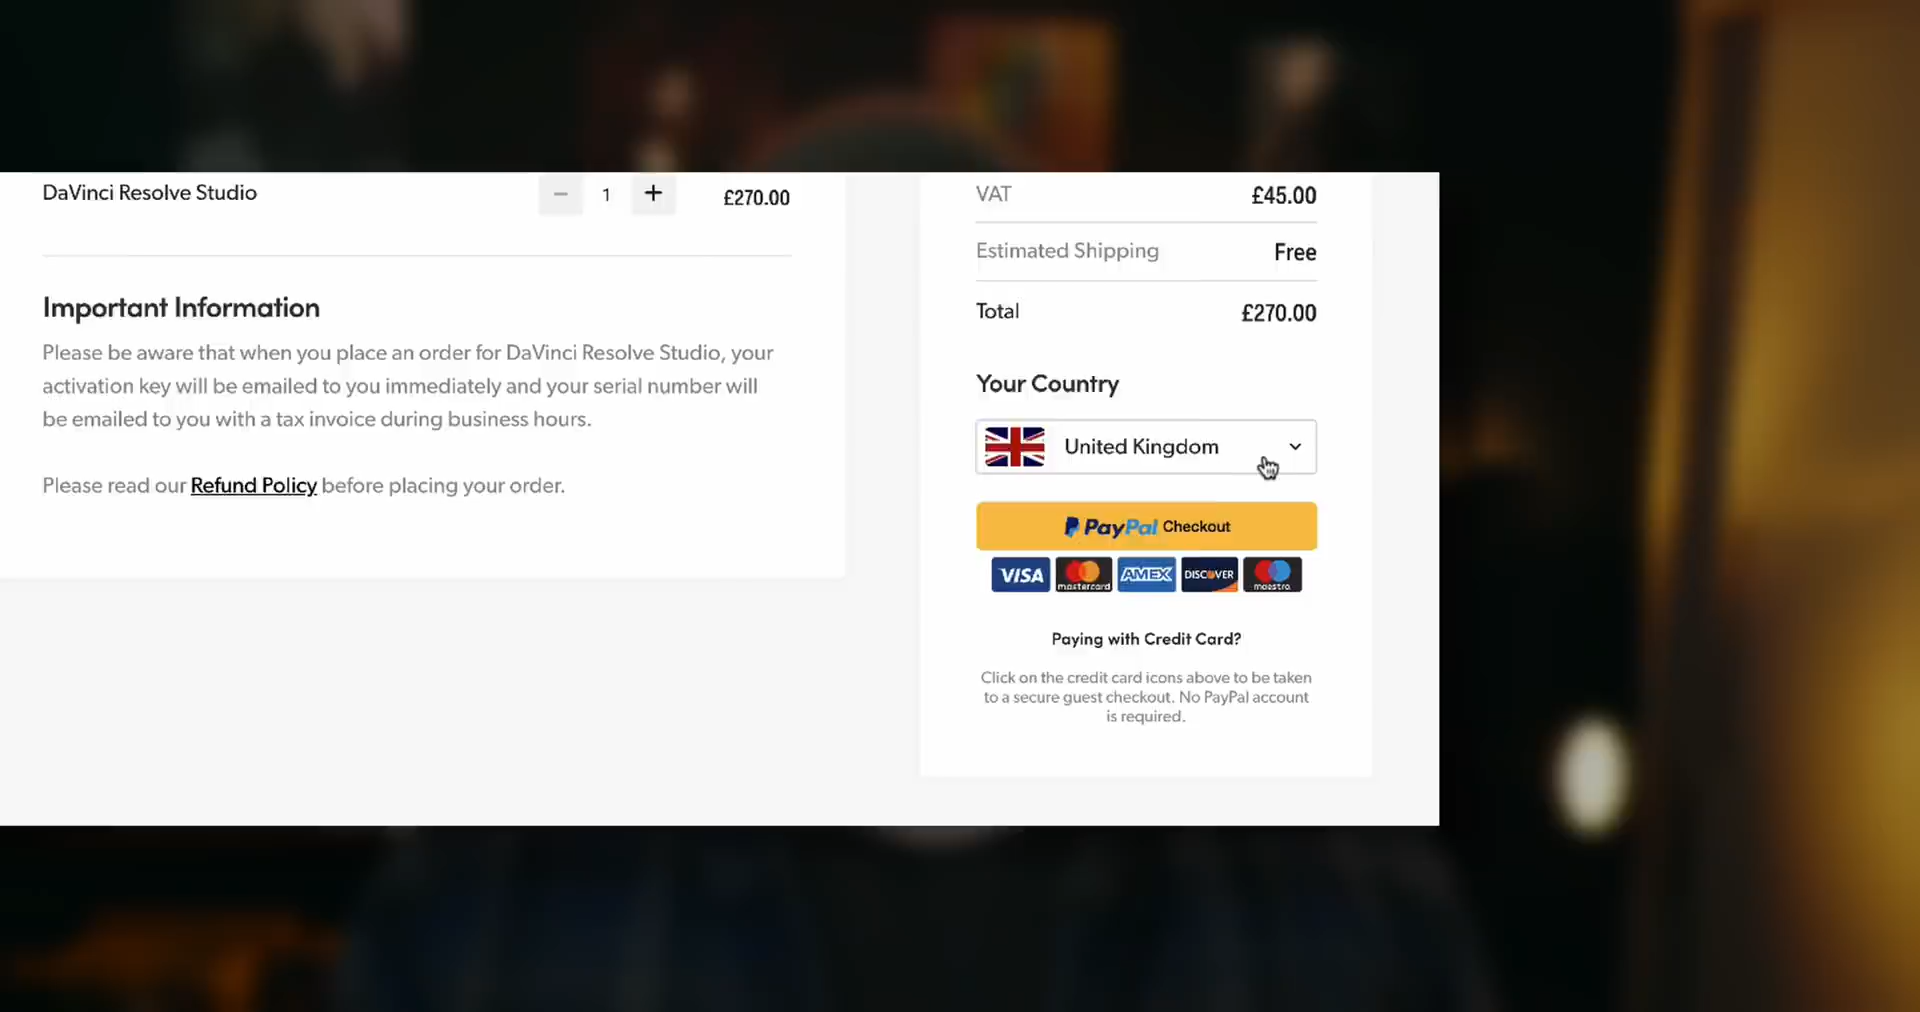 DaVinci Resolve Studio
− 1 + £270.00
Important Information
Please be aware that when you place an order for DaVinci Resolve Studio, your
activation key will be emailed to you immediately and your serial number will
be emailed to you with a tax invoice during business hours.
Please read our Refund Policy before placing your order.
VAT £45.00
Estimated Shipping Free
Total £270.00
Your Country
United Kingdom
PayPal Checkout
VISA mastercard AMEX DISCOVER maestro
Paying with Credit Card?
Click on the credit card icons above to be taken
to a secure guest checkout. No PayPal account
is required.